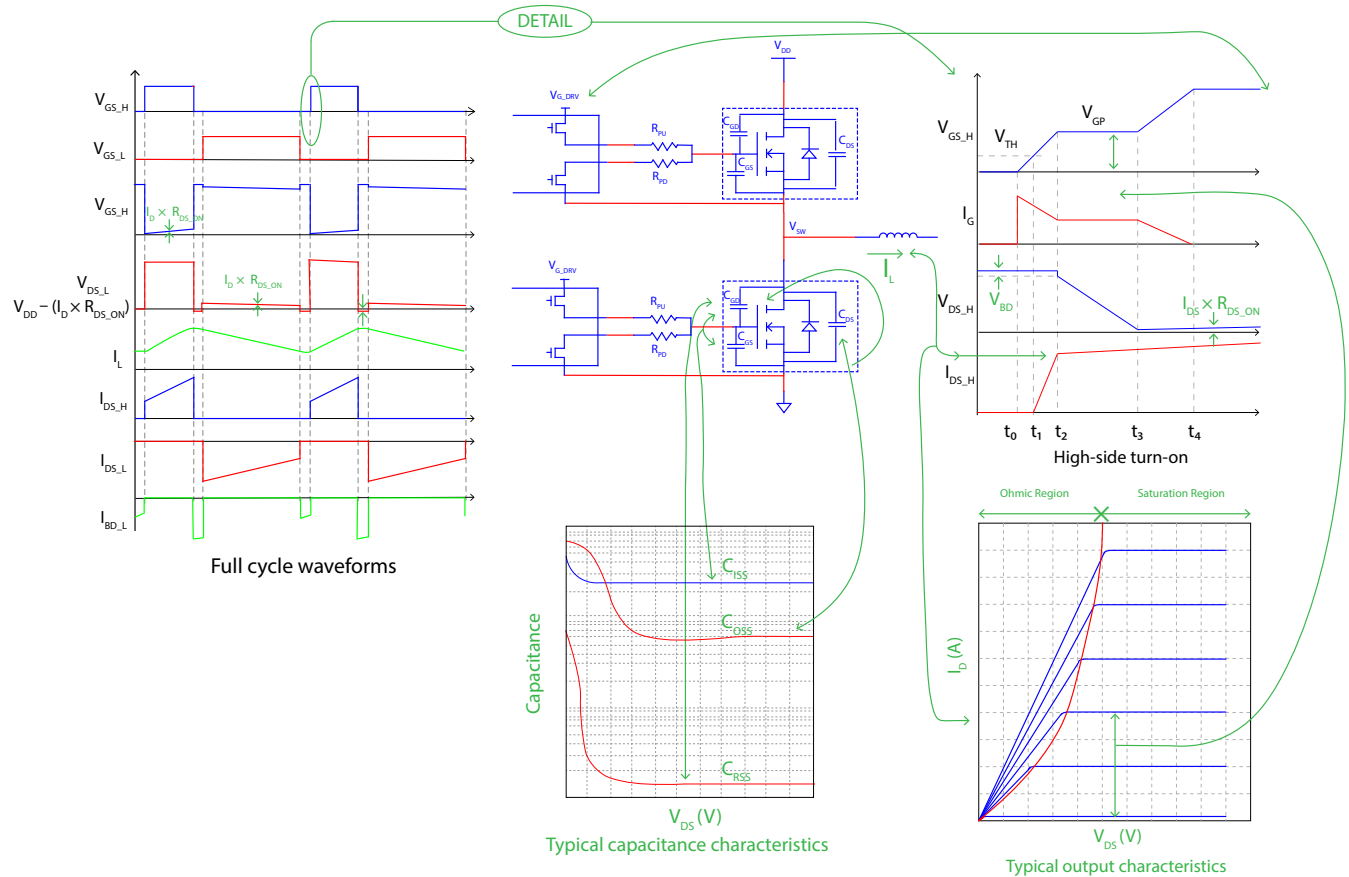 DETAIL
V_GS_H
V_GS_L
V_GS_H
I_D × R_DS_ON
V_DS_L
V_DD − (I_D × R_DS_ON)
I_D × R_DS_ON
I_L
I_DS_H
I_DS_L
I_BD_L
Full cycle waveforms
V_DD
V_G_DRV
R_PU
R_PD
C_GD
C_GS
C_DS
V_SW
I_L
V_G_DRV
R_PU
R_PD
C_GD
C_GS
C_DS
V_GS_H
V_TH
V_GP
I_G
V_DS_H
V_BD
I_DS × R_DS_ON
I_DS_H
t_0 t_1 t_2 t_3 t_4
High-side turn-on
Capacitance
C_ISS
C_OSS
C_RSS
V_DS (V)
Typical capacitance characteristics
Ohmic Region
Saturation Region
I_D (A)
V_DS (V)
Typical output characteristics